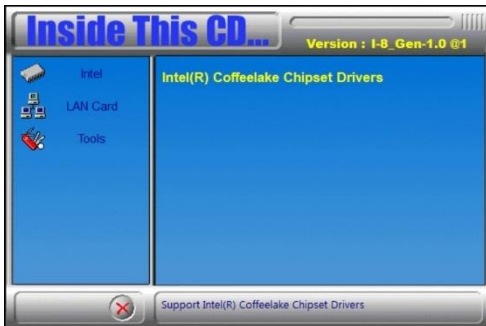 Inside This CD...
Version : I-8_Gen-1.0 @1
Intel
LAN Card
Tools
Intel(R) Coffeelake Chipset Drivers
Support Intel(R) Coffeelake Chipset Drivers